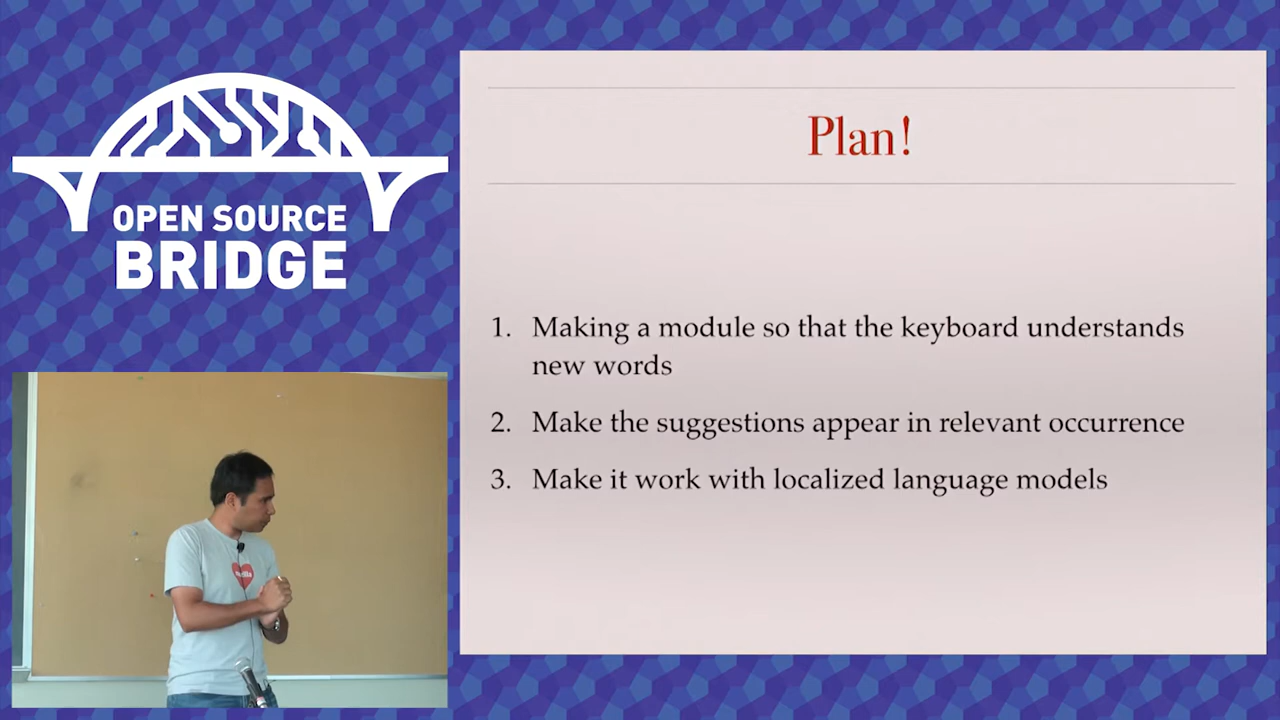 OPEN SOURCE
BRIDGE
Plan!
1. Making a module so that the keyboard understands
new words
2. Make the suggestions appear in relevant occurrence
3. Make it work with localized language models